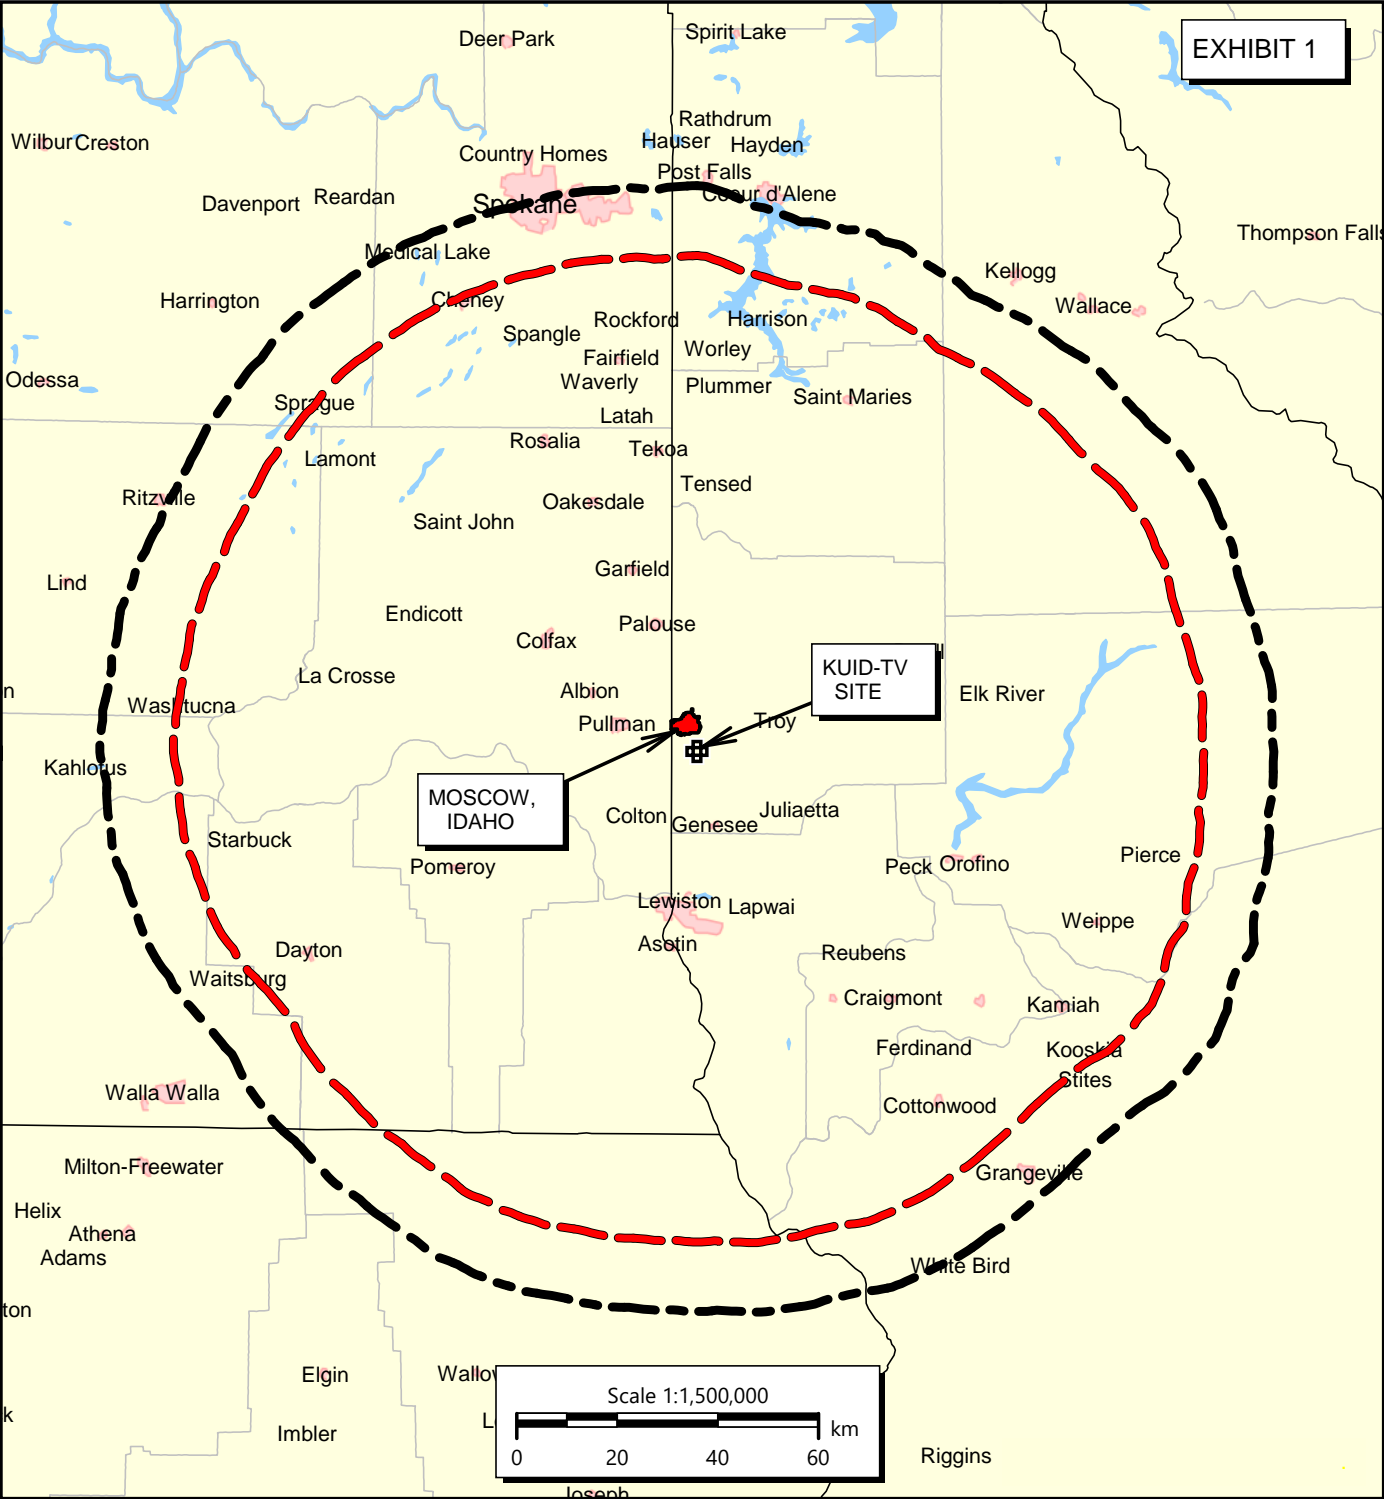 Deer Park
Spirit Lake
EXHIBIT 1
Rathdrum
Wilbur
Creston
Hauser
Hayden
Country Homes
Post Falls
Coeur d'Alene
Davenport
Reardan
Spokane
Thompson Falls
Medical Lake
Kellogg
Harrington
Cheney
Wallace
Rockford
Harrison
Spangle
Fairfield
Worley
Odessa
Waverly
Plummer
Saint Maries
Sprague
Latah
Rosalia
Tekoa
Lamont
Tensed
Ritzville
Oakesdale
Saint John
Lind
Garfield
Endicott
Palouse
Colfax
KUID-TV
SITE
La Crosse
n
Albion
Elk River
Washtucna
Pullman
Troy
Kahlotus
MOSCOW,
IDAHO
Colton
Genesee
Juliaetta
Starbuck
Pierce
Pomeroy
Peck
Orofino
Lewiston
Lapwai
Weippe
Asotin
Dayton
Reubens
Waitsburg
Craigmont
Kamiah
Ferdinand
Kooskia
Stites
Walla Walla
Cottonwood
Milton-Freewater
Grangeville
Helix
Athena
Adams
White Bird
ton
Elgin
Wallow
Scale 1:1,500,000
k
L
km
Imbler
0 20 40 60
Riggins
Joseph